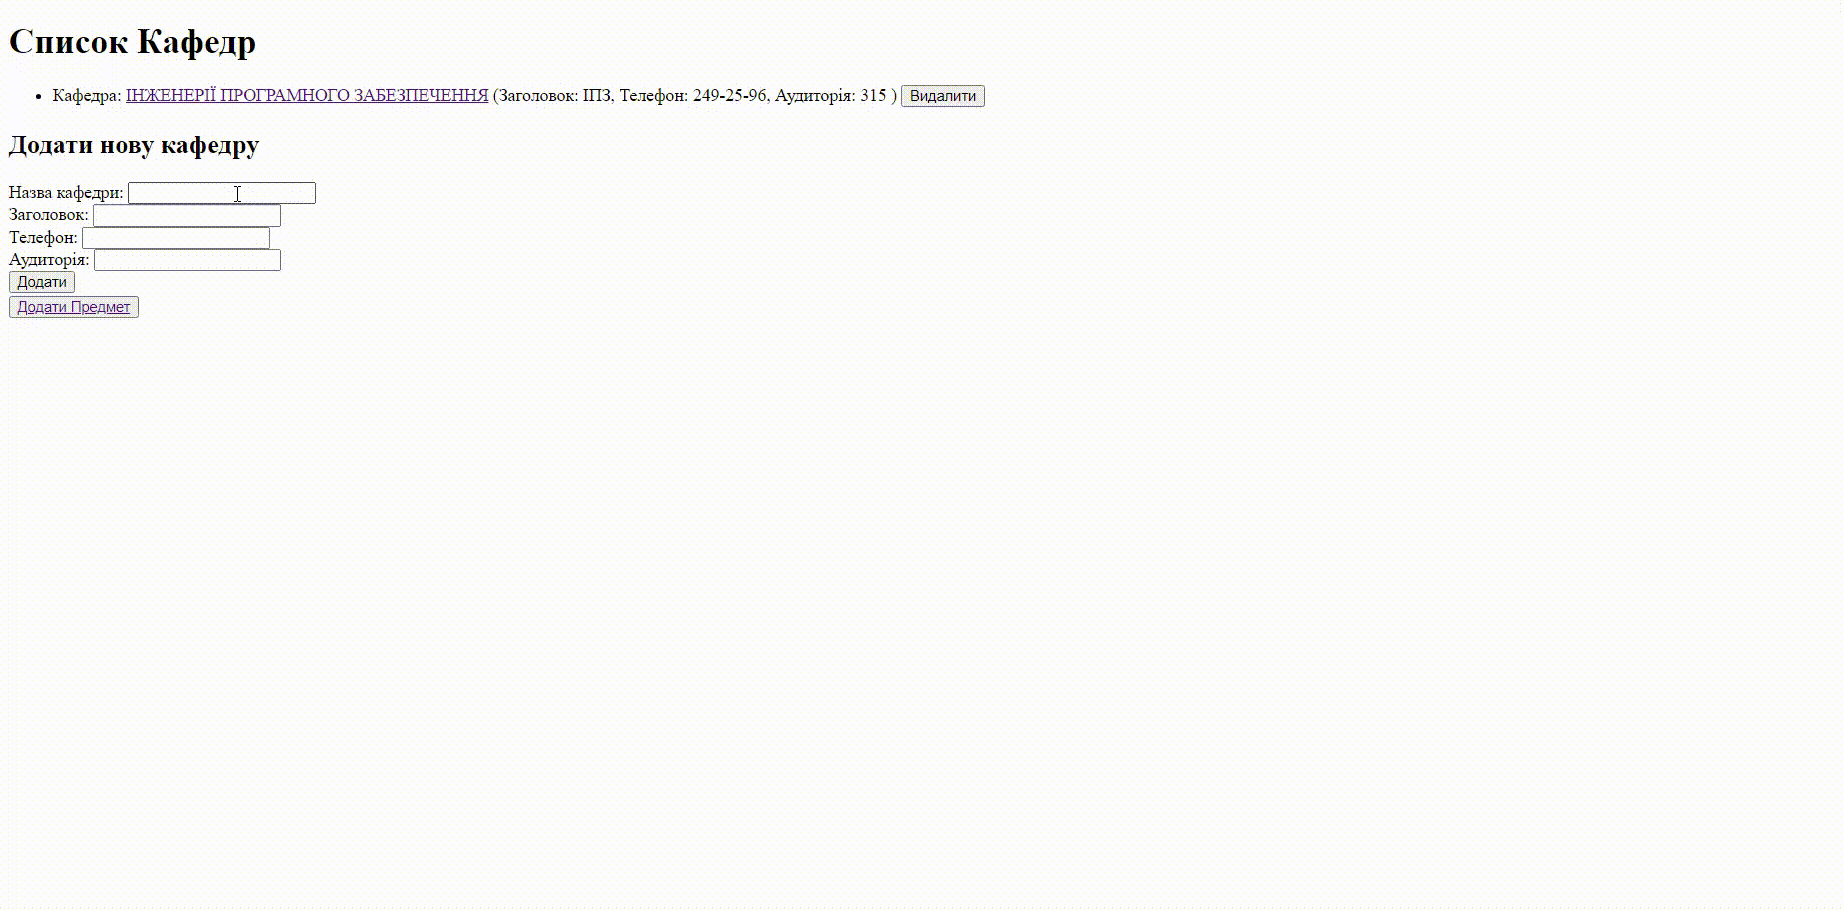 Список Кафедр
Кафедра: ІНЖЕНЕРІЇ ПРОГРАМНОГО ЗАБЕЗПЕЧЕННЯ (Заголовок: ІПЗ, Телефон: 249-25-96, Аудиторія: 315 ) Видалити
Додати нову кафедру
Назва кафедри:
Заголовок:
Телефон:
Аудиторія:
Додати
Додати Предмет